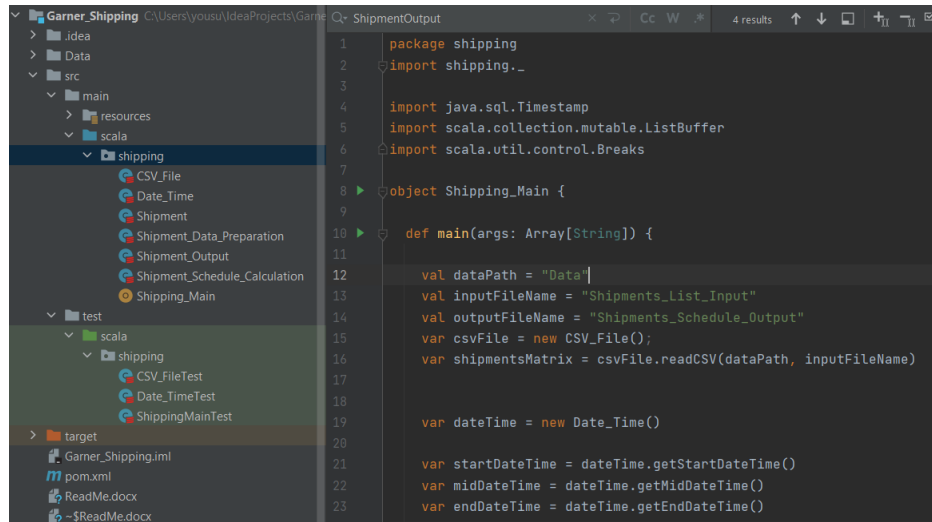 Garner_Shipping C:\Users\yousu\IdeaProjects\Garne
.idea
Data
src
main
resources
scala
shipping
CSV_File
Date_Time
Shipment
Shipment_Data_Preparation
Shipment_Output
Shipment_Schedule_Calculation
Shipping_Main
test
scala
shipping
CSV_FileTest
Date_TimeTest
ShippingMainTest
target
Garner_Shipping.iml
pom.xml
ReadMe.docx
~$ReadMe.docx
ShipmentOutput Cc W .* 4 results
1 package shipping
2 import shipping._
3
4 import java.sql.Timestamp
5 import scala.collection.mutable.ListBuffer
6 import scala.util.control.Breaks
7
8 object Shipping_Main {
9
10 def main(args: Array[String]) {
11
12 val dataPath = "Data"
13 val inputFileName = "Shipments_List_Input"
14 val outputFileName = "Shipments_Schedule_Output"
15 var csvFile = new CSV_File();
16 var shipmentsMatrix = csvFile.readCSV(dataPath, inputFileName)
17
18
19 var dateTime = new Date_Time()
20
21 var startDateTime = dateTime.getStartDateTime()
22 var midDateTime = dateTime.getMidDateTime()
23 var endDateTime = dateTime.getEndDateTime()